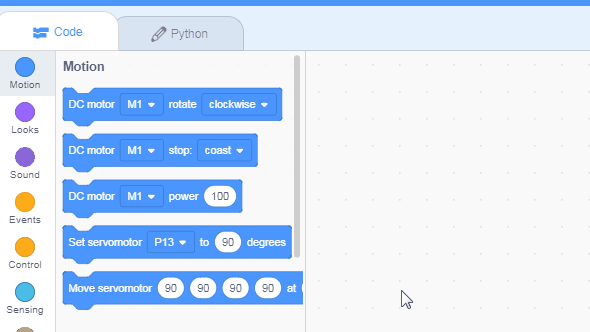 Code
Python
Motion
Motion
DC motor M1 rotate clockwise
Looks
DC motor M1 stop: coast
Sound
DC motor M1 power 100
Events
Set servomotor P13 to 90 degrees
Control
Move servomotor 90 90 90 90 at
Sensing